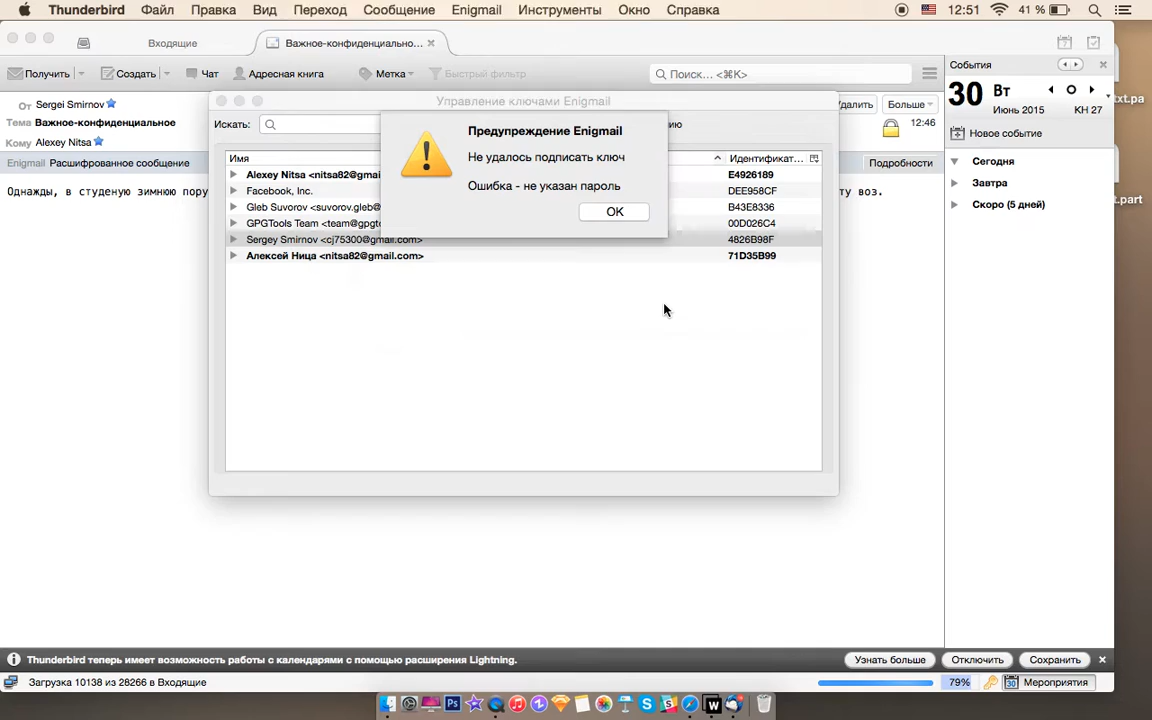 Thunderbird Файл Правка Вид Переход Сообщение Enigmail Инструменты Окно Справка 12:51 41 %
Входящие Важное-конфиденциально...
Получить Создать Чат Адресная книга Метка Быстрый фильтр Поиск... <⌘K>
События
30 Вт
Июнь 2015 КН 27
Новое событие
Сегодня
Завтра
Скоро (5 дней)
От Sergei Smirnov
Тема Важное-конфиденциальное
Кому Alexey Nitsa
далить Больше
12:46
Enigmail Расшифрованное сообщение Подробности
Однажды, в студеную зимнюю пору
ту воз.
Управление ключами Enigmail
Искать:
Имя Идентификат...
Alexey Nitsa <nitsa82@gmai E4926189
Facebook, Inc. DEE958CF
Gleb Suvorov <suvorov.gleb@ B43E8336
GPGTools Team <team@gpgto 00D026C4
Sergey Smirnov <cj75300@gmail.com> 4826B98F
Алексей Ница <nitsa82@gmail.com> 71D35B99
Предупреждение Enigmail
Не удалось подписать ключ
Ошибка - не указан пароль
OK
txt.pa
t.part
Thunderbird теперь имеет возможность работы с календарями с помощью расширения Lightning. Узнать больше Отключить Сохранить
Загрузка 10138 из 28266 в Входящие 79% 30 Мероприятия